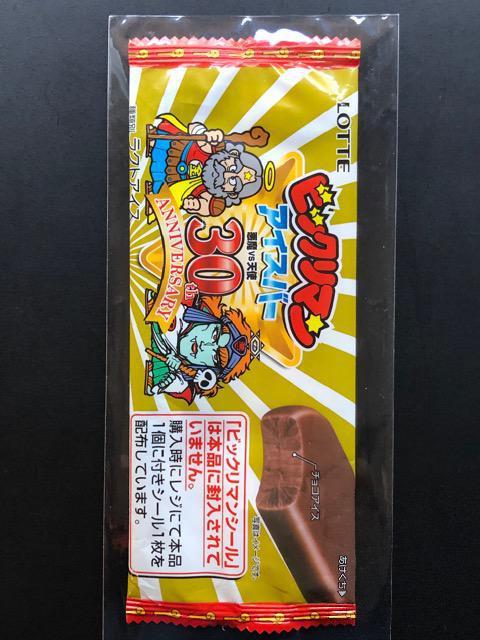 LOTTE
ビックリマン
アイスバー
悪魔VS天使
30th
ANNIVERSARY
種類別 ラクトアイス
チョコアイス
あけくち
写真はイメージです
「ビックリマンシール」
は本品に封入されて
いません。
購入時にレジにて本品
1個に付きシール1枚を
配布しています。